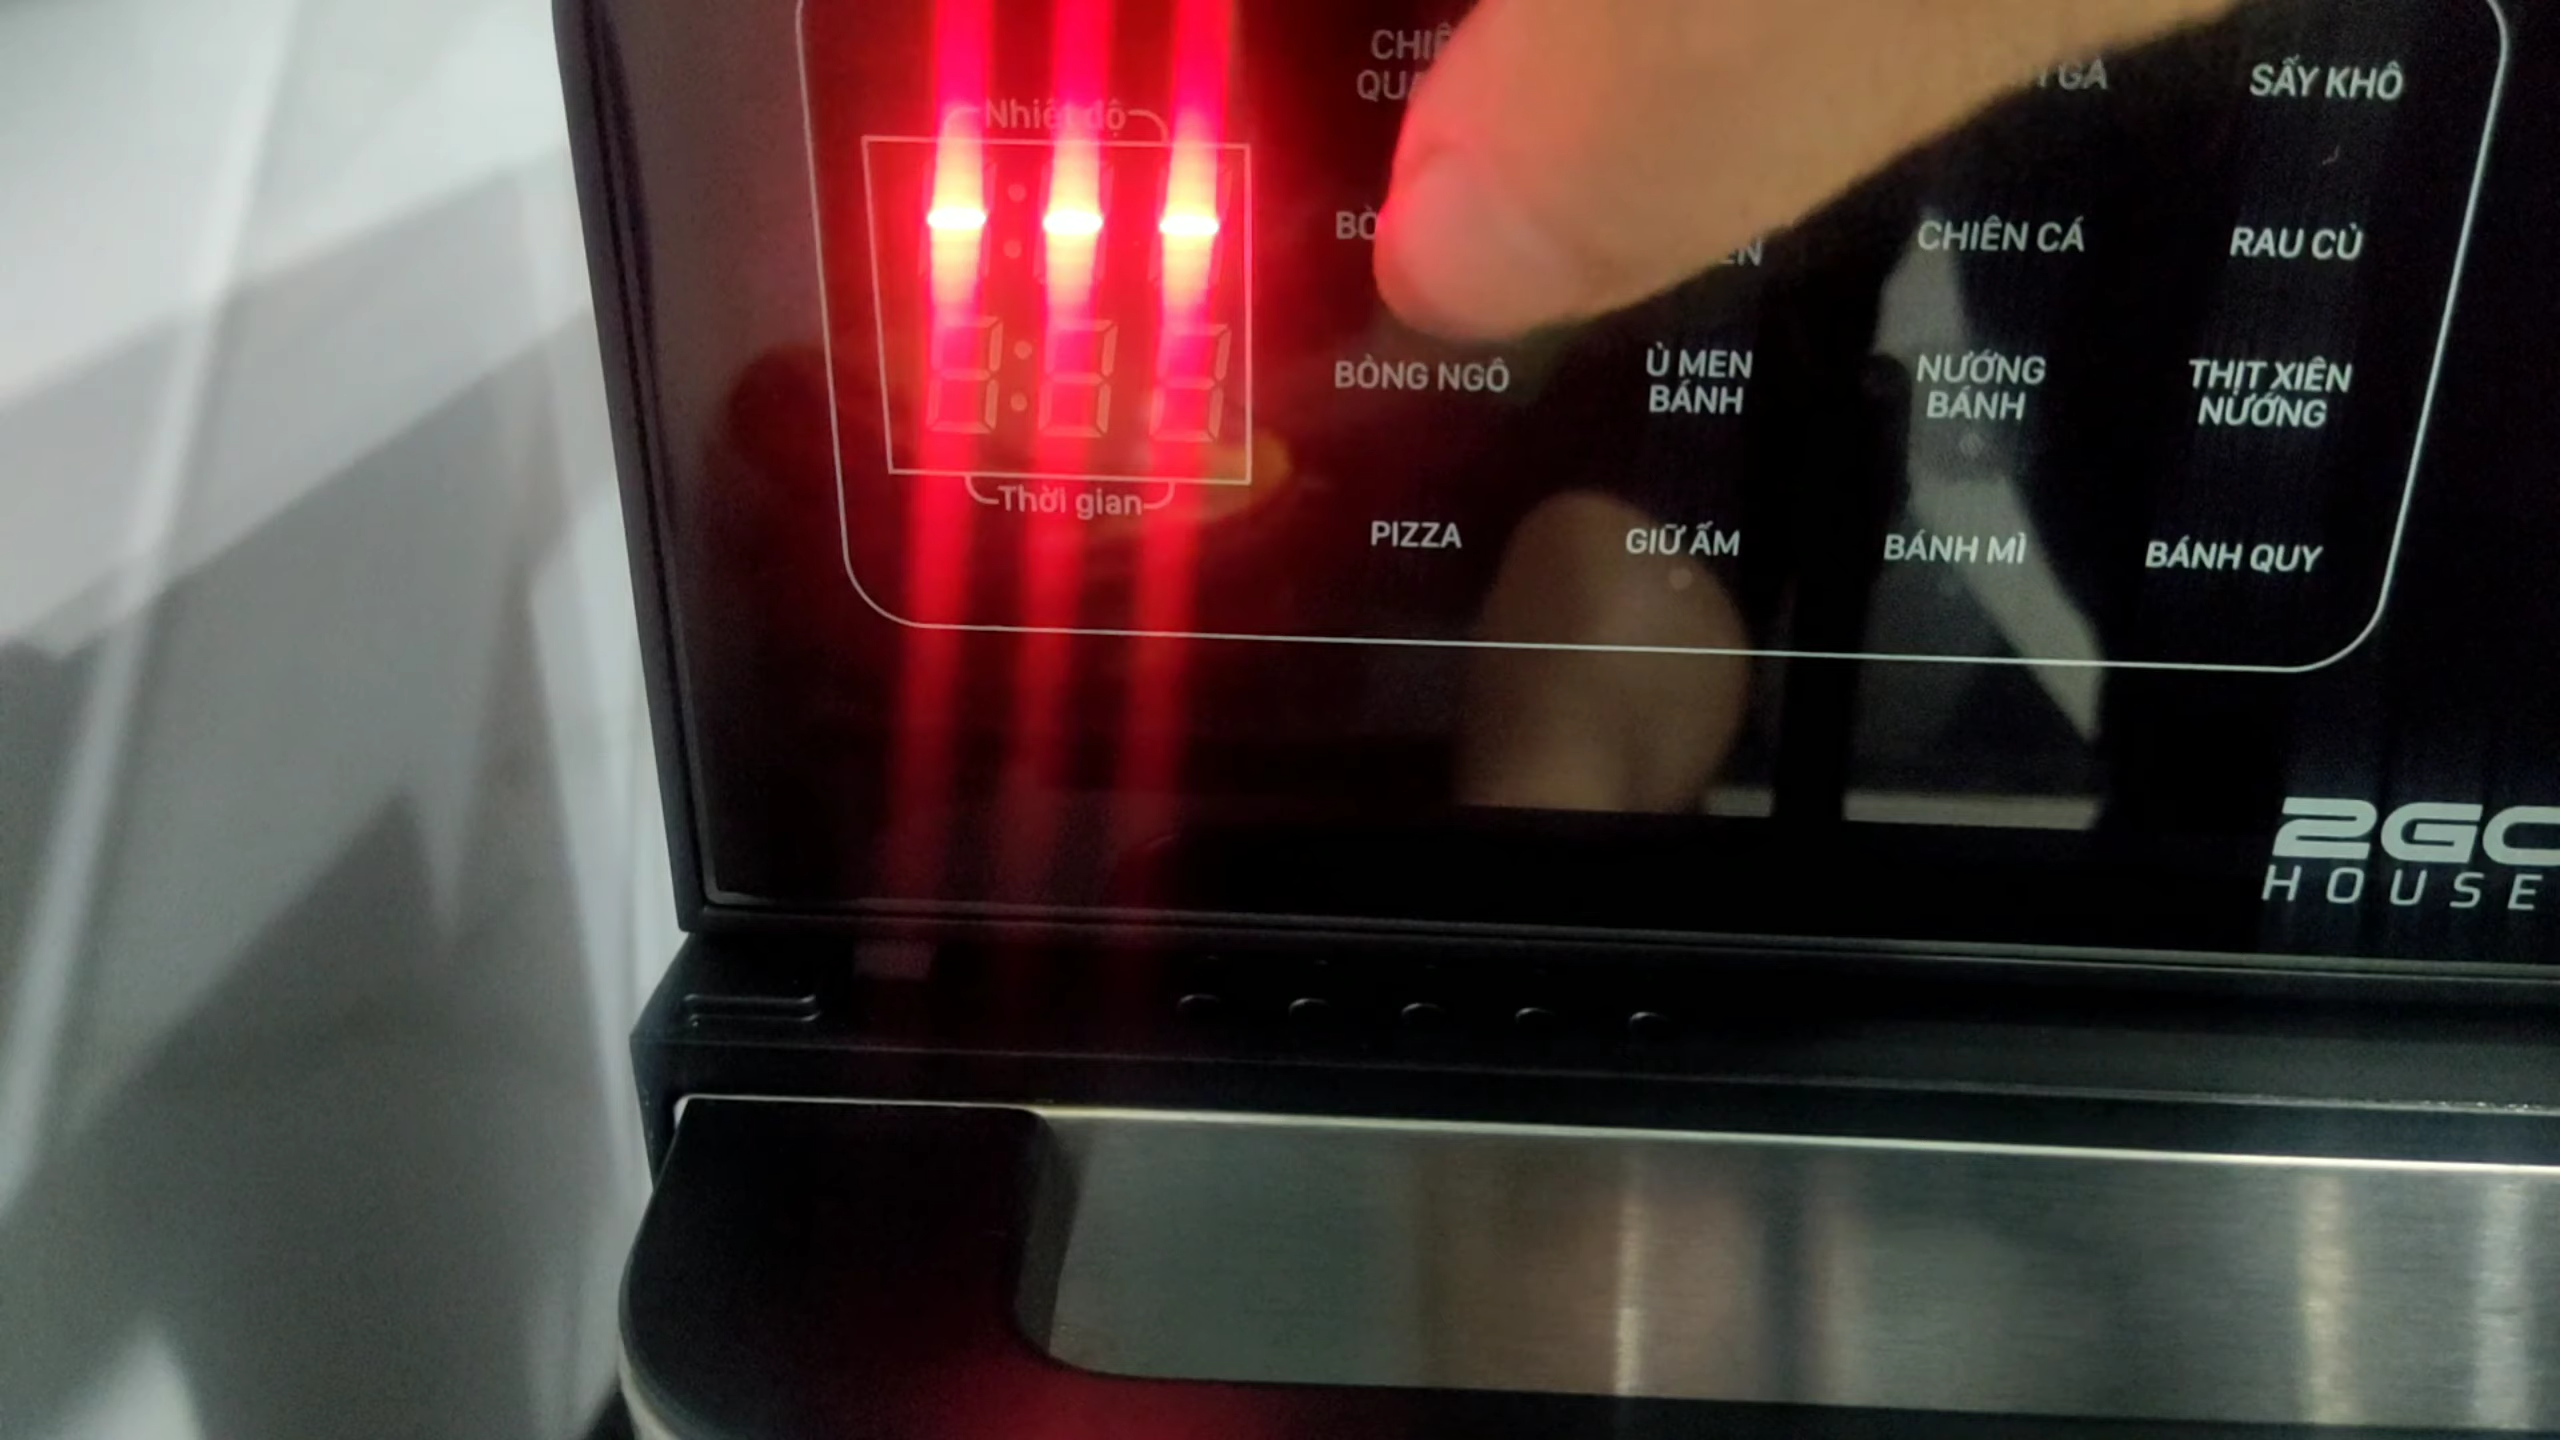 Nhiệt độ
Thời gian
SẤY KHÔ
CHIÊN CÁ
RAU CỦ
BÒNG NGÔ
Ủ MEN
BÁNH
NƯỚNG
BÁNH
THỊT XIÊN
NƯỚNG
PIZZA
GIỮ ẤM
BÁNH MÌ
BÁNH QUY
HOUSE